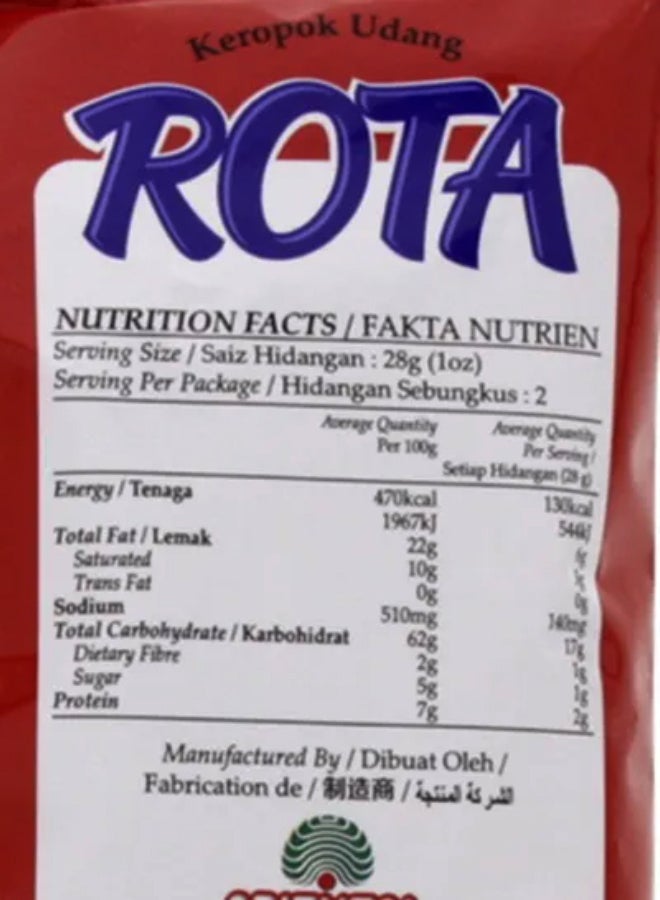 Keropok Udang
ROTA
NUTRITION FACTS / FAKTA NUTRIEN
Serving Size / Saiz Hidangan : 28g (1oz)
Serving Per Package / Hidangan Sebungkus : 2
Average Quantity Per 100g
Average Quantity Per Serving / Setiap Hidangan (28 g)
Energy / Tenaga 470kcal 130kcal
1967kJ 544kJ
Total Fat / Lemak 22g 6g
Saturated 10g
Trans Fat 0g 0g
Sodium 510mg 140mg
Total Carbohydrate / Karbohidrat 62g 17g
Dietary Fibre 2g 1g
Sugar 5g 1g
Protein 7g 2g
Manufactured By / Dibuat Oleh /
Fabrication de / 制造商 / الشركة المنتجة